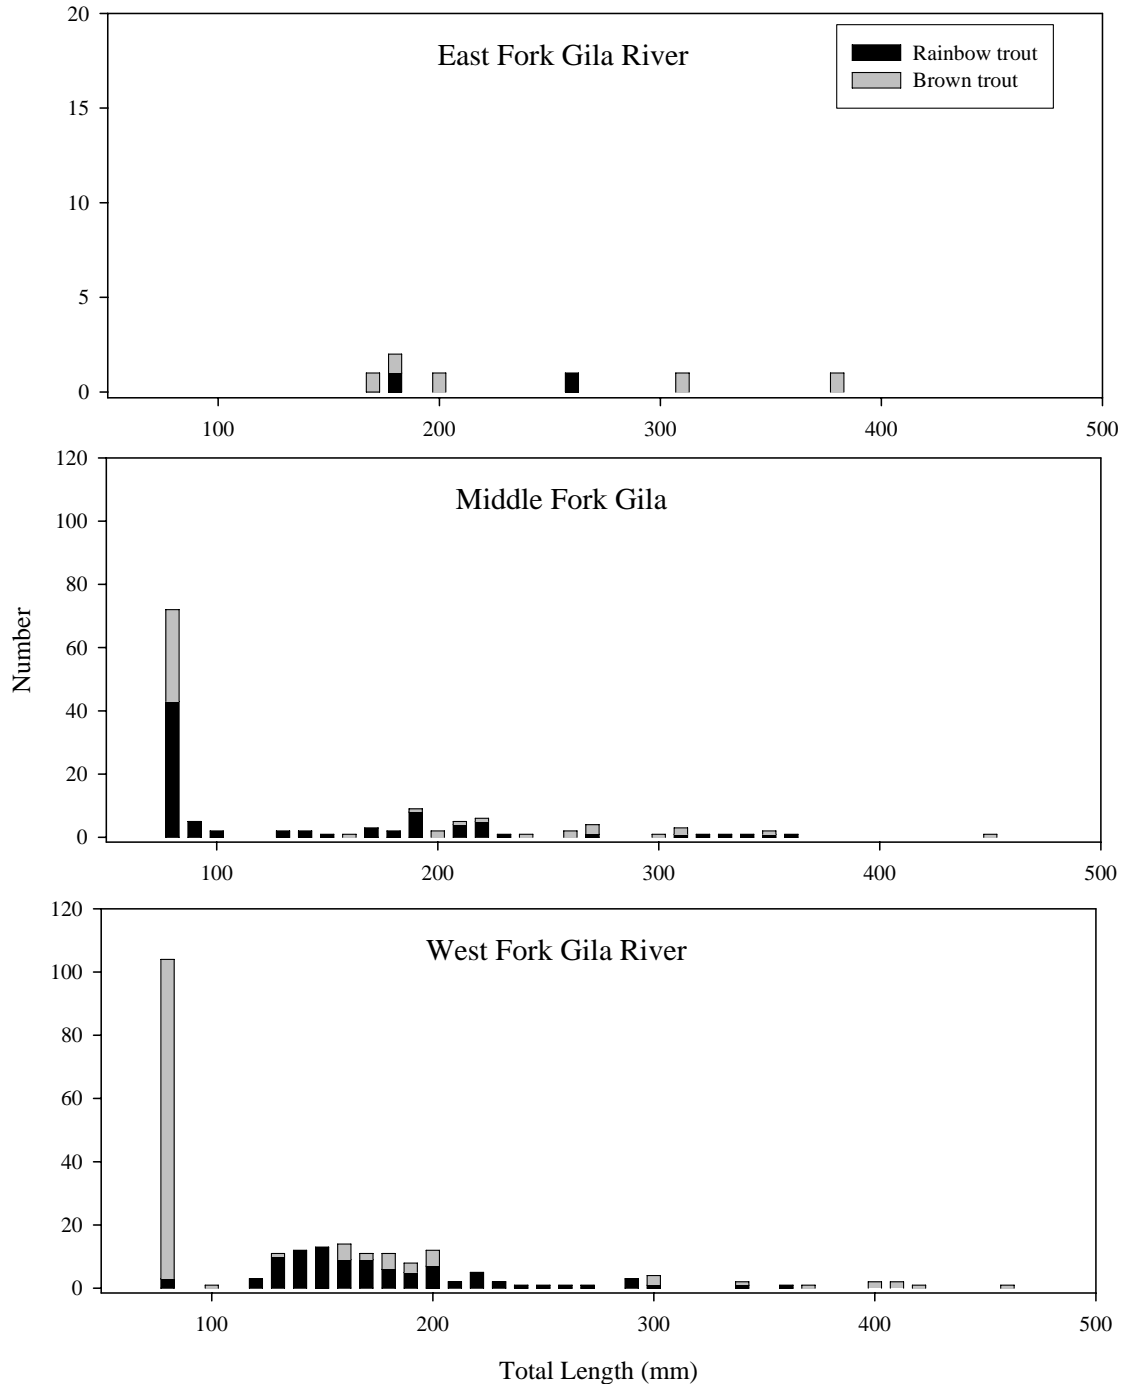 20
East Fork Gila River
Rainbow trout
Brown trout
15
10
5
0
100 200 300 400 500
120
Middle Fork Gila
100
80
60
40
20
0
100 200 300 400 500
Number
120
West Fork Gila River
100
80
60
40
20
0
100 200 300 400 500
Total Length (mm)